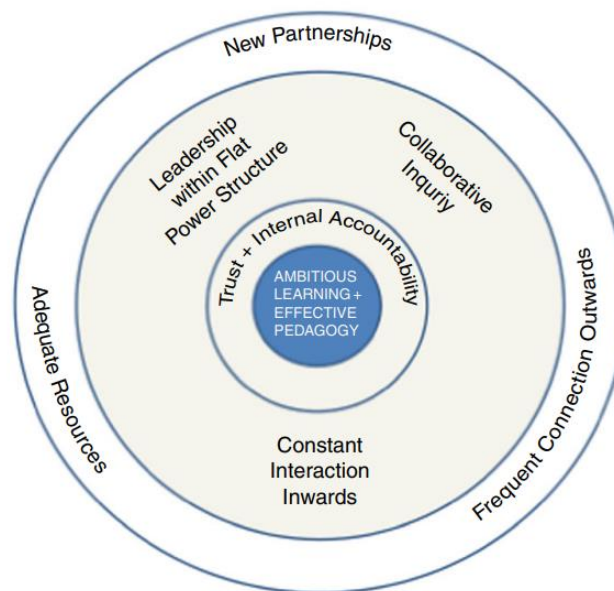 New Partnerships
Leadership
within Flat
Power Structure
Collaborative
Inquriy
Trust + Internal Accountability
AMBITIOUS
LEARNING +
EFFECTIVE
PEDAGOGY
Adequate Resources
Frequent Connection Outwards
Constant
Interaction
Inwards